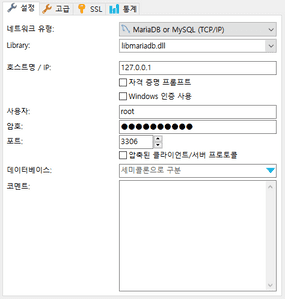 설정 고급 SSL 통계
네트워크 유형: MariaDB or MySQL (TCP/IP)
Library: libmariadb.dll
호스트명 / IP: 127.0.0.1
자격 증명 프롬프트
Windows 인증 사용
사용자: root
암호: ●●●●●●●●●●
포트: 3306
압축된 클라이언트/서버 프로토콜
데이터베이스: 세미콜론으로 구분
코멘트: